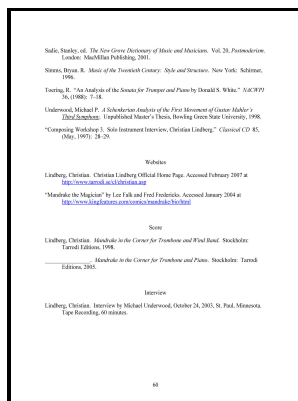 Sadie, Stanley, ed. The New Grove Dictionary of Music and Musicians. Vol. 20, Postmodernism.
London: MacMillan Publishing, 2001.
Simms, Bryan. R. Music of the Twentieth Century: Style and Structure. New York: Schirmer,
1996.
Toering, R. "An Analysis of the Sonata for Trumpet and Piano by Donald S. White." NACWPI
36, (1988): 7-18.
Underwood, Michael P. A Schenkerian Analysis of the First Movement of Gustav Mahler's
Third Symphony. Unpublished Master's Thesis, Bowling Green State University, 1998.
"Composing Workshop 3. Solo Instrument Interview, Christian Lindberg," Classical CD 85,
(May, 1997): 28-29.
Websites
Lindberg, Christian. Christian Lindberg Official Home Page. Accessed February 2007 at
http://www.tarrodi.se/cl/christian.asp
"Mandrake the Magician" by Lee Falk and Fred Fredericks. Accessed January 2004 at
http://www.kingfeatures.com/comics/mandrake/bio/html
Score
Lindberg, Christian. Mandrake in the Corner for Trombone and Wind Band. Stockholm:
Tarrodi Editions, 1998.
________________. Mandrake in the Corner for Trombone and Piano. Stockholm: Tarrodi
Editions, 2005.
Interview
Lindberg, Christian. Interview by Michael Underwood, October 24, 2003, St. Paul, Minnesota.
Tape Recording, 60 minutes.
60